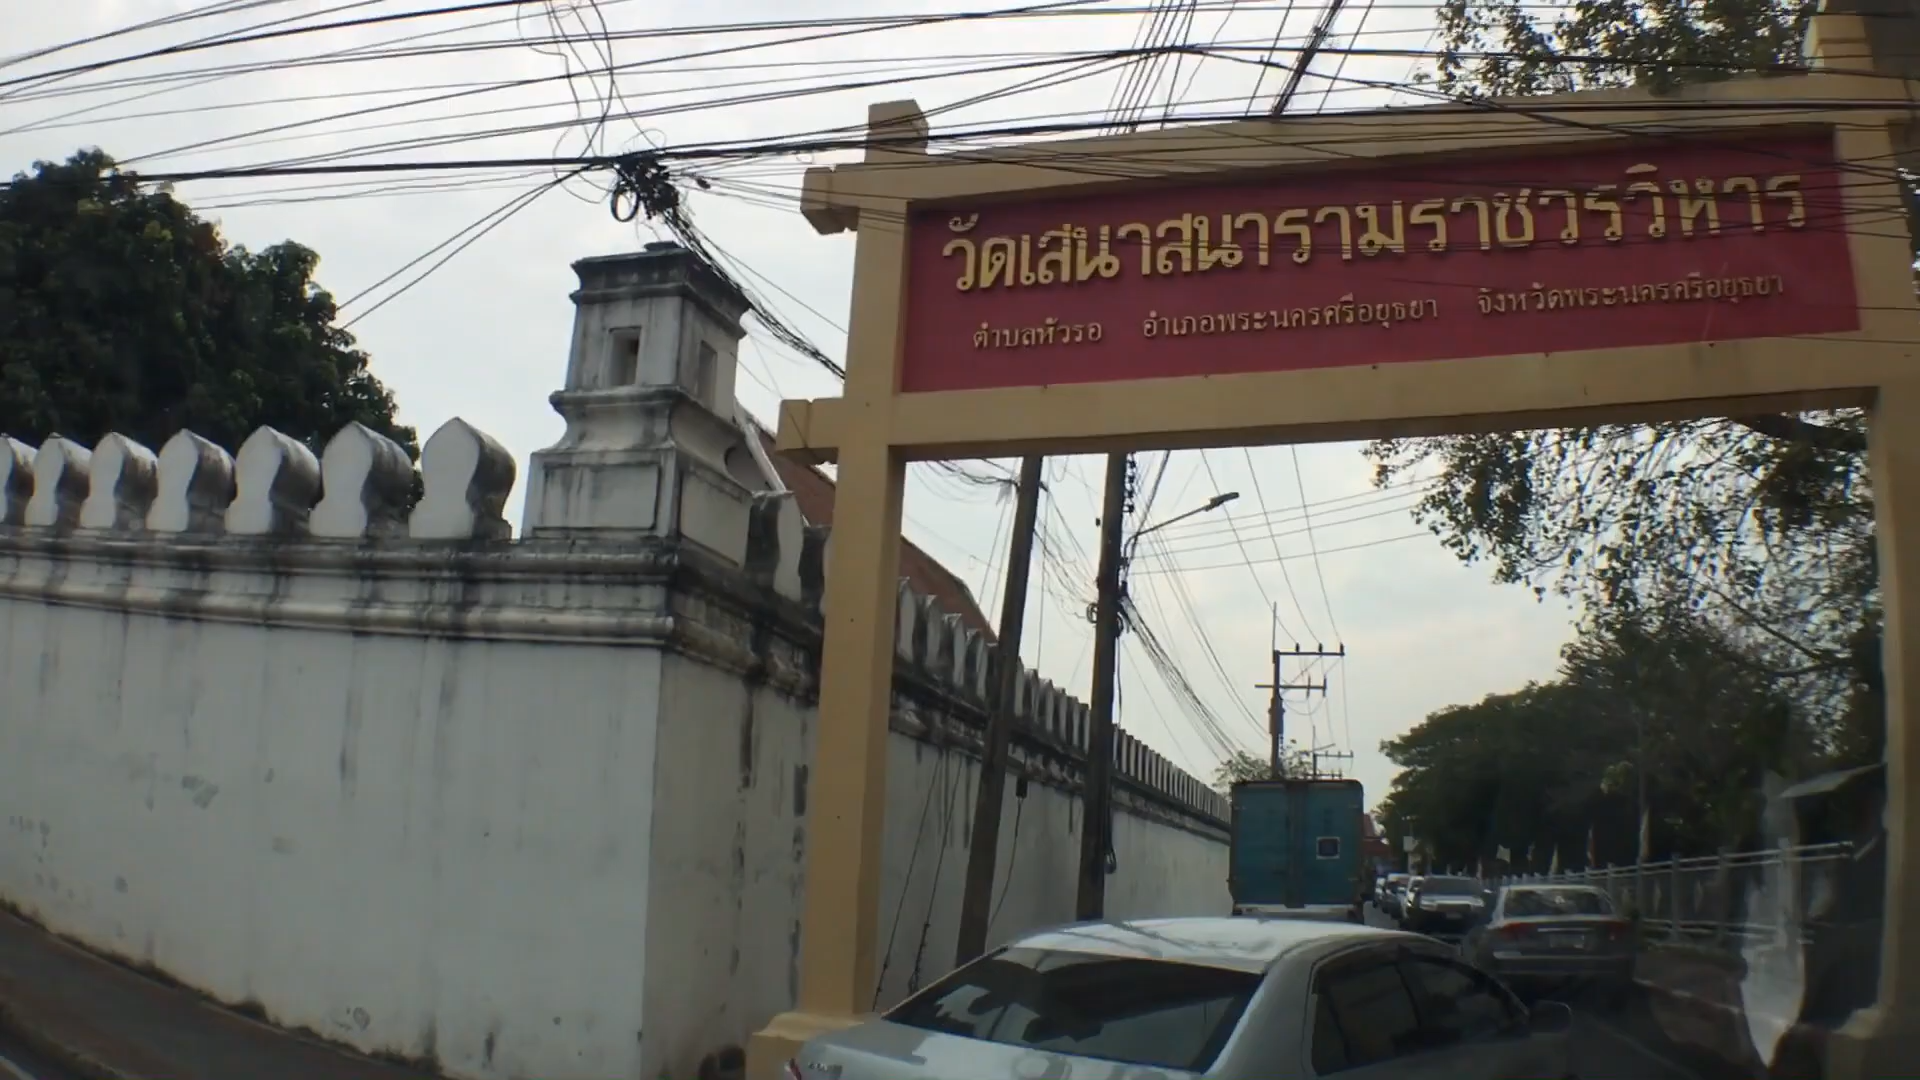 วัดเสนาสนารามราชวรวิหาร
ตำบลหัวรอ อำเภอพระนครศรีอยุธยา จังหวัดพระนครศรีอยุธยา